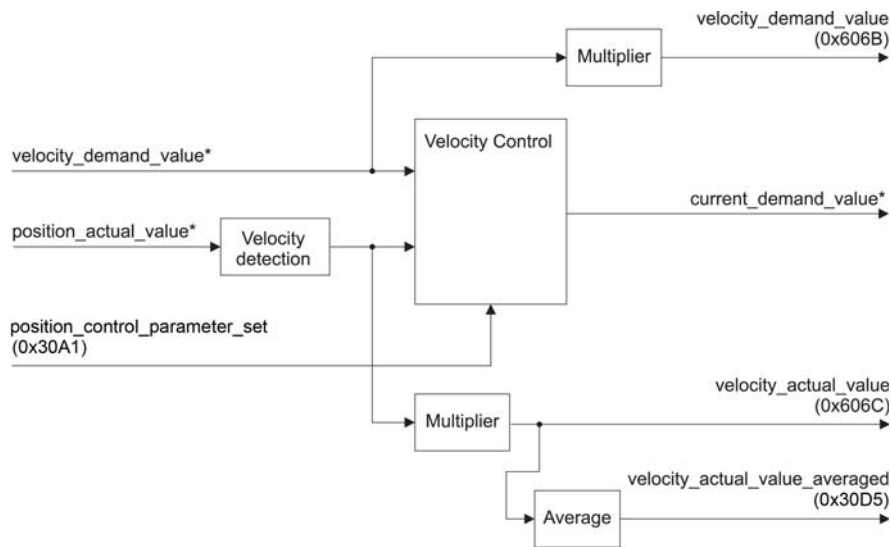 velocity_demand_value
(0x606B)
Multiplier
Velocity Control
velocity_demand_value*
current_demand_value*
position_actual_value*
Velocity
detection
position_control_parameter_set
(0x30A1)
velocity_actual_value
(0x606C)
Multiplier
velocity_actual_value_averaged
(0x30D5)
Average